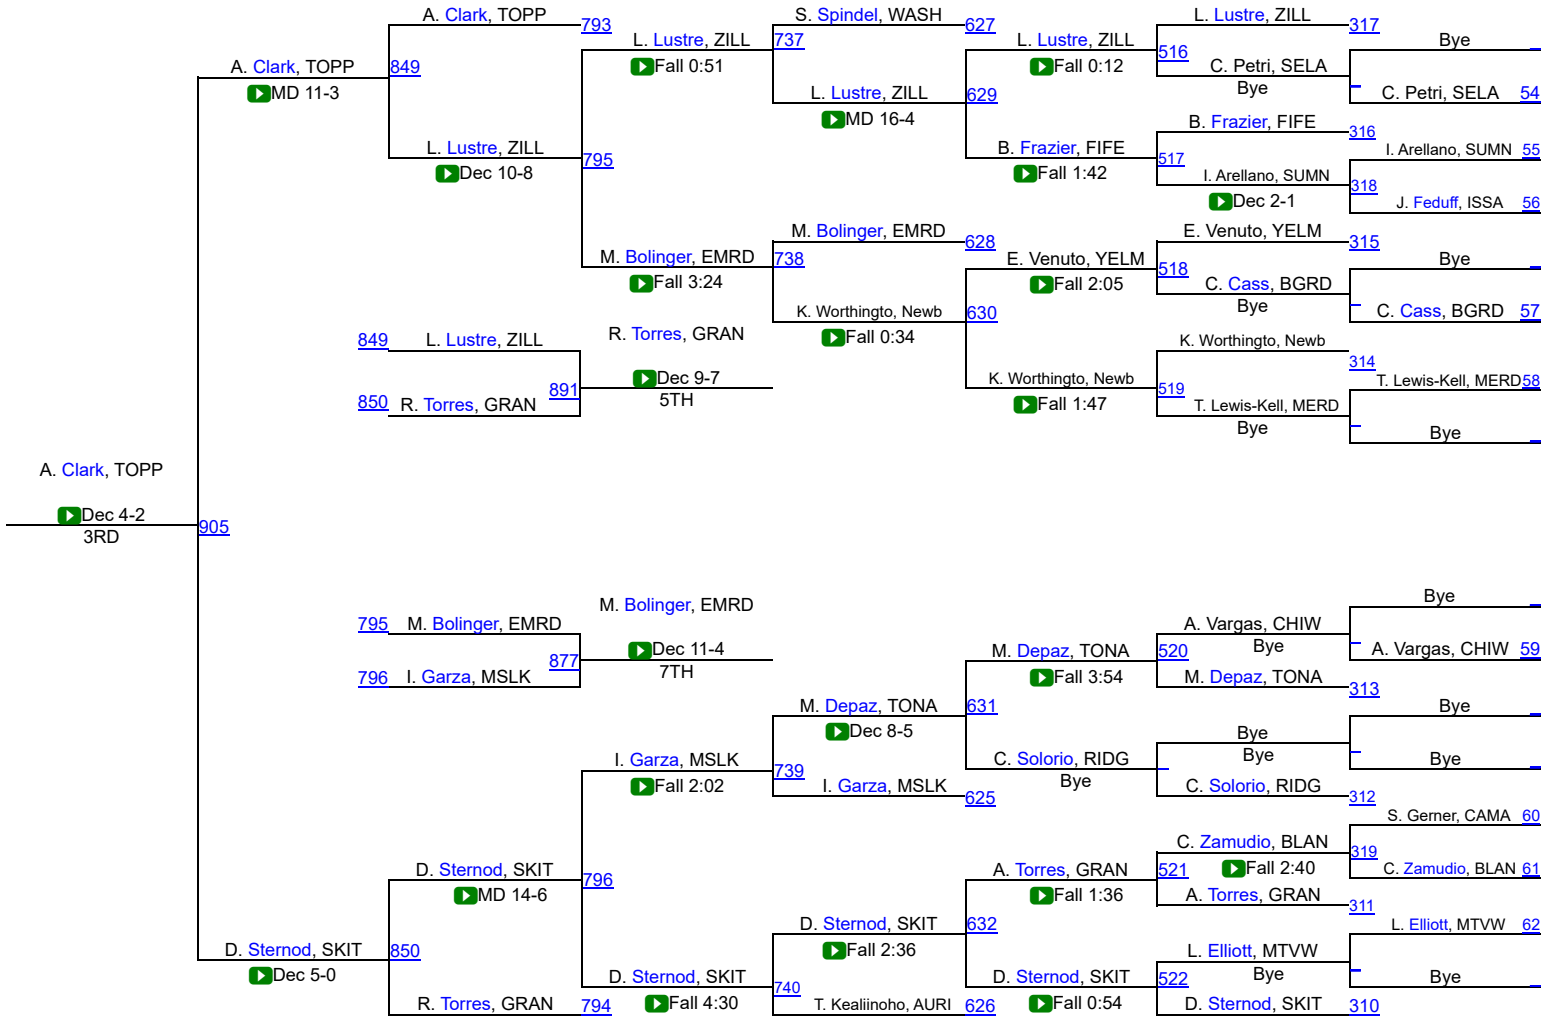 A. Clark, TOPP
793
S. Spindel, WASH
627
L. Lustre, ZILL
317
L. Lustre, ZILL
737
L. Lustre, ZILL
516
Bye
A. Clark, TOPP
849
Fall 0:51
Fall 0:12
C. Petri, SELA
Bye
MD 11-3
L. Lustre, ZILL
629
C. Petri, SELA
54
MD 16-4
B. Frazier, FIFE
316
L. Lustre, ZILL
795
B. Frazier, FIFE
517
I. Arellano, SUMN
55
Dec 10-8
Fall 1:42
I. Arellano, SUMN
318
Dec 2-1
J. Feduff, ISSA
56
M. Bolinger, EMRD
628
E. Venuto, YELM
315
M. Bolinger, EMRD
738
E. Venuto, YELM
518
Bye
Fall 3:24
Fall 2:05
C. Cass, BGRD
Bye
K. Worthingto, Newb
630
C. Cass, BGRD
57
849
L. Lustre, ZILL
R. Torres, GRAN
Fall 0:34
K. Worthingto, Newb
314
891
Dec 9-7
K. Worthingto, Newb
519
T. Lewis-Kell, MERD
58
850
R. Torres, GRAN
5TH
Fall 1:47
T. Lewis-Kell, MERD
Bye
Bye
A. Clark, TOPP
Dec 4-2
905
3RD
M. Bolinger, EMRD
Bye
795
M. Bolinger, EMRD
A. Vargas, CHIW
Bye
877
Dec 11-4
M. Depaz, TONA
520
A. Vargas, CHIW
59
796
I. Garza, MSLK
7TH
Fall 3:54
M. Depaz, TONA
313
M. Depaz, TONA
631
Bye
Dec 8-5
Bye
Bye
I. Garza, MSLK
739
C. Solorio, RIDG
Bye
Bye
Fall 2:02
I. Garza, MSLK
625
C. Solorio, RIDG
312
S. Gerner, CAMA
60
C. Zamudio, BLAN
319
D. Sternod, SKIT
796
A. Torres, GRAN
521
Fall 2:40
C. Zamudio, BLAN
61
MD 14-6
Fall 1:36
A. Torres, GRAN
311
D. Sternod, SKIT
632
L. Elliott, MTVW
62
D. Sternod, SKIT
850
Fall 2:36
L. Elliott, MTVW
Dec 5-0
D. Sternod, SKIT
740
D. Sternod, SKIT
522
Bye
Bye
R. Torres, GRAN
794
Fall 4:30
T. Kealiinoho, AURI
626
Fall 0:54
D. Sternod, SKIT
310